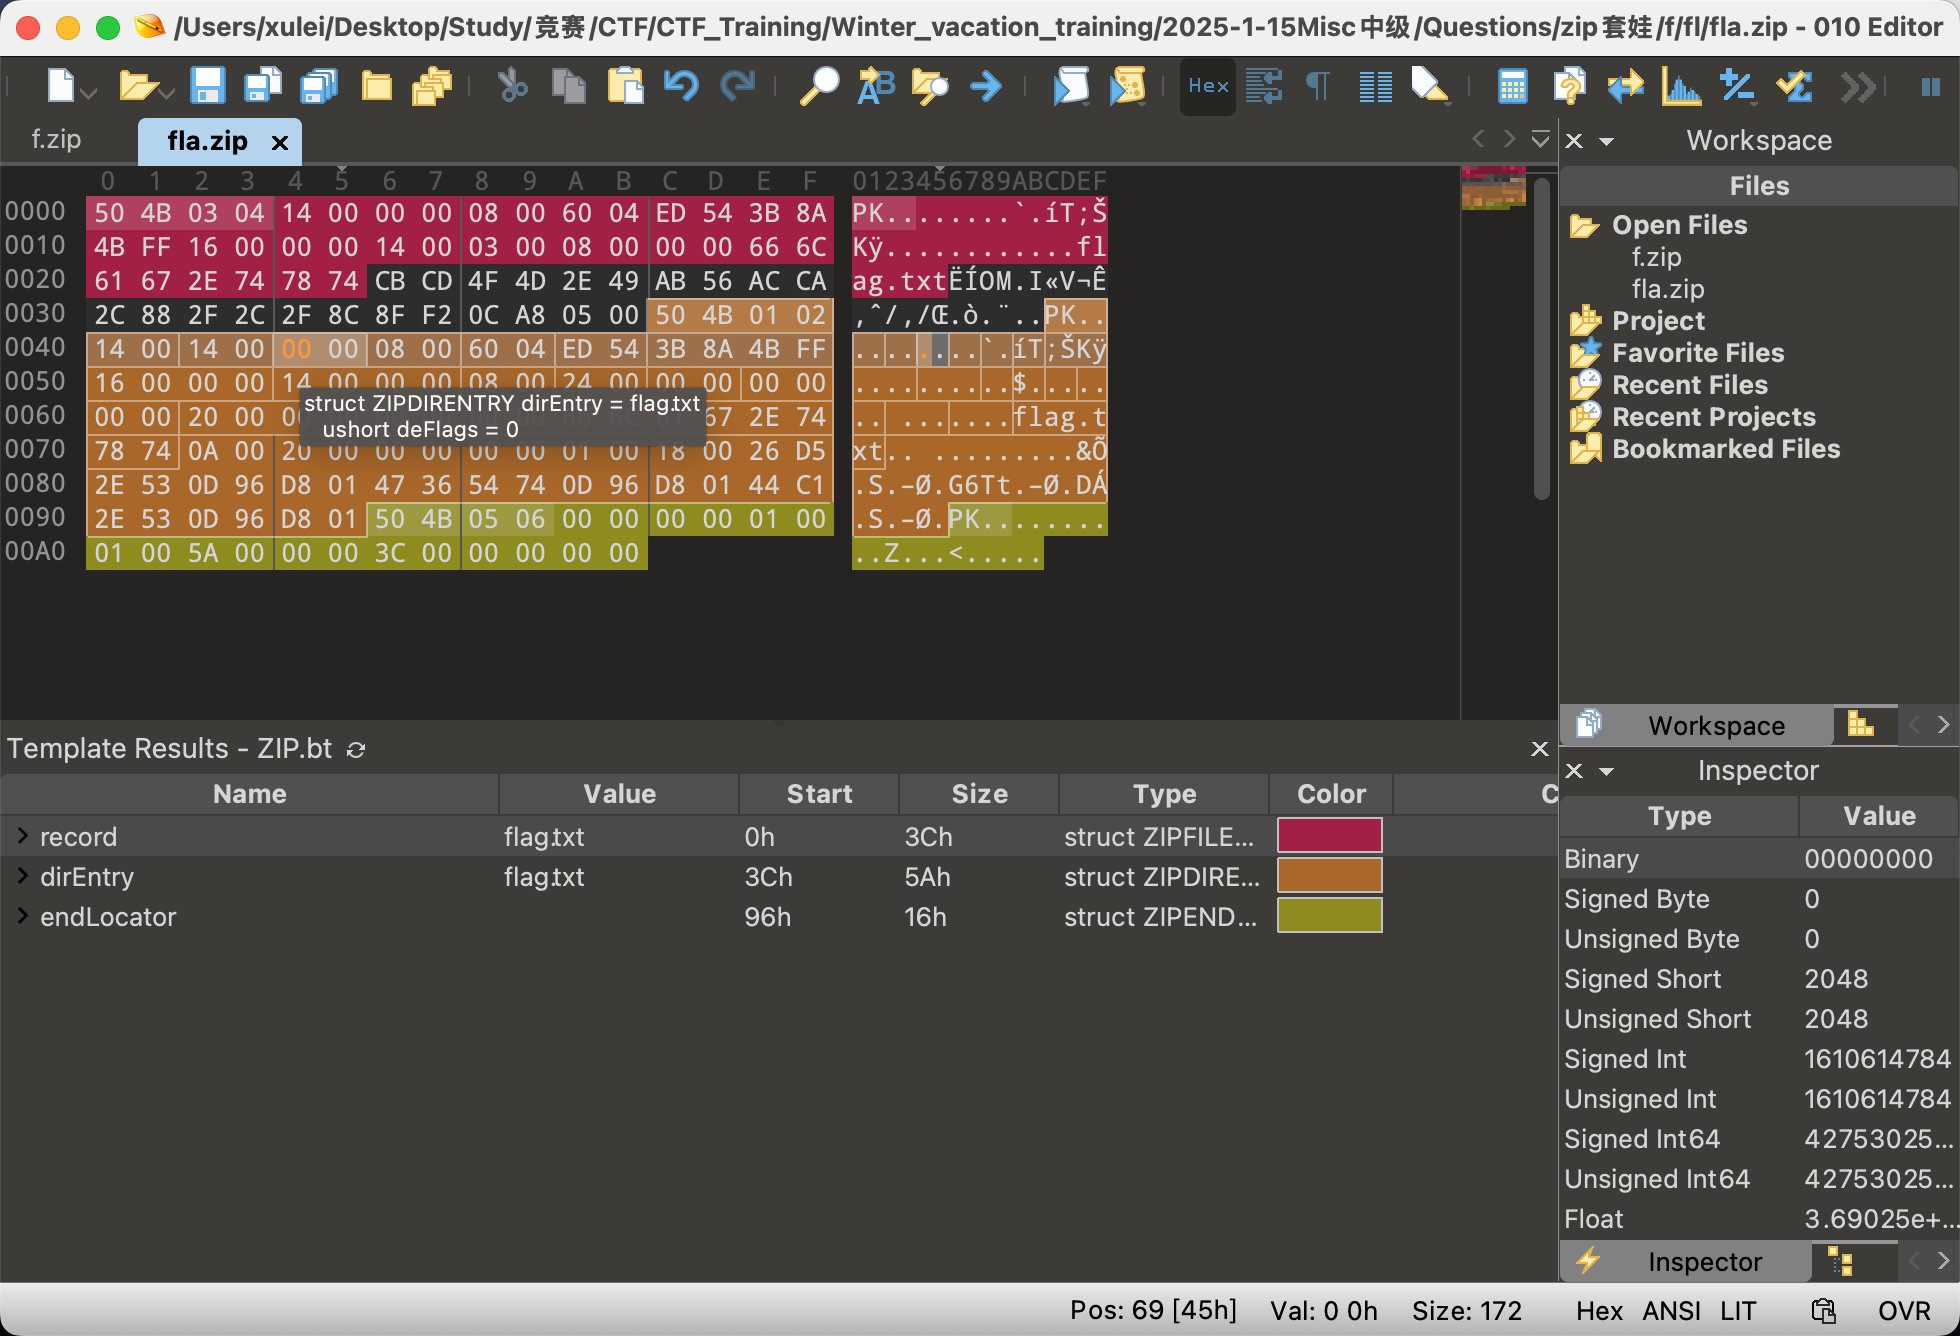 /Users/xulei/Desktop/Study/竞赛/CTF/CTF_Training/Winter_vacation_training/2025-1-15Misc中级/Questions/zip套娃/f/fl/fla.zip - 010 Editor
Hex
f.zip
fla.zip
0 1 2 3 4 5 6 7 8 9 A B C D E F 0123456789ABCDEF
0000 50 4B 03 04 14 00 00 00 08 00 60 04 ED 54 3B 8A PK........`.íT;Š
0010 4B FF 16 00 00 00 14 00 03 00 08 00 00 00 66 6C Kÿ............fl
0020 61 67 2E 74 78 74 CB CD 4F 4D 2E 49 AB 56 AC CA ag.txtËÍOM.I«V¬Ê
0030 2C 88 2F 2C 2F 8C 8F F2 0C A8 05 00 50 4B 01 02 ,ˆ/,/Œ.ò.¨..PK..
0040 14 00 14 00 00 00 08 00 60 04 ED 54 3B 8A 4B FF ........`.íT;ŠKÿ
0050 16 00 00 00 14 00 00 00 08 00 24 00 00 00 00 00 ..........$.....
struct ZIPDIRENTRY dirEntry = flag.txt
0060 00 00 20 00 67 2E 74 .. .......flag.t
ushort deFlags = 0
0070 78 74 0A 00 20 00 00 00 00 00 01 00 18 00 26 D5 xt.. .........&Õ
0080 2E 53 0D 96 D8 01 47 36 54 74 0D 96 D8 01 44 C1 .S.–Ø.G6Tt.–Ø.DÁ
0090 2E 53 0D 96 D8 01 50 4B 05 06 00 00 00 00 01 00 .S.–Ø.PK........
00A0 01 00 5A 00 00 00 3C 00 00 00 00 00 ..Z...<.....
Workspace
Files
Open Files
f.zip
fla.zip
Project
Favorite Files
Recent Files
Recent Projects
Bookmarked Files
Workspace
Template Results - ZIP.bt
Name Value Start Size Type Color C
record flag.txt 0h 3Ch struct ZIPFILE...
dirEntry flag.txt 3Ch 5Ah struct ZIPDIRE...
endLocator 96h 16h struct ZIPEND...
Inspector
Type Value
Binary 00000000
Signed Byte 0
Unsigned Byte 0
Signed Short 2048
Unsigned Short 2048
Signed Int 1610614784
Unsigned Int 1610614784
Signed Int64 42753025...
Unsigned Int64 42753025...
Float 3.69025e+...
Inspector
Pos: 69 [45h] Val: 0 0h Size: 172 Hex ANSI LIT OVR